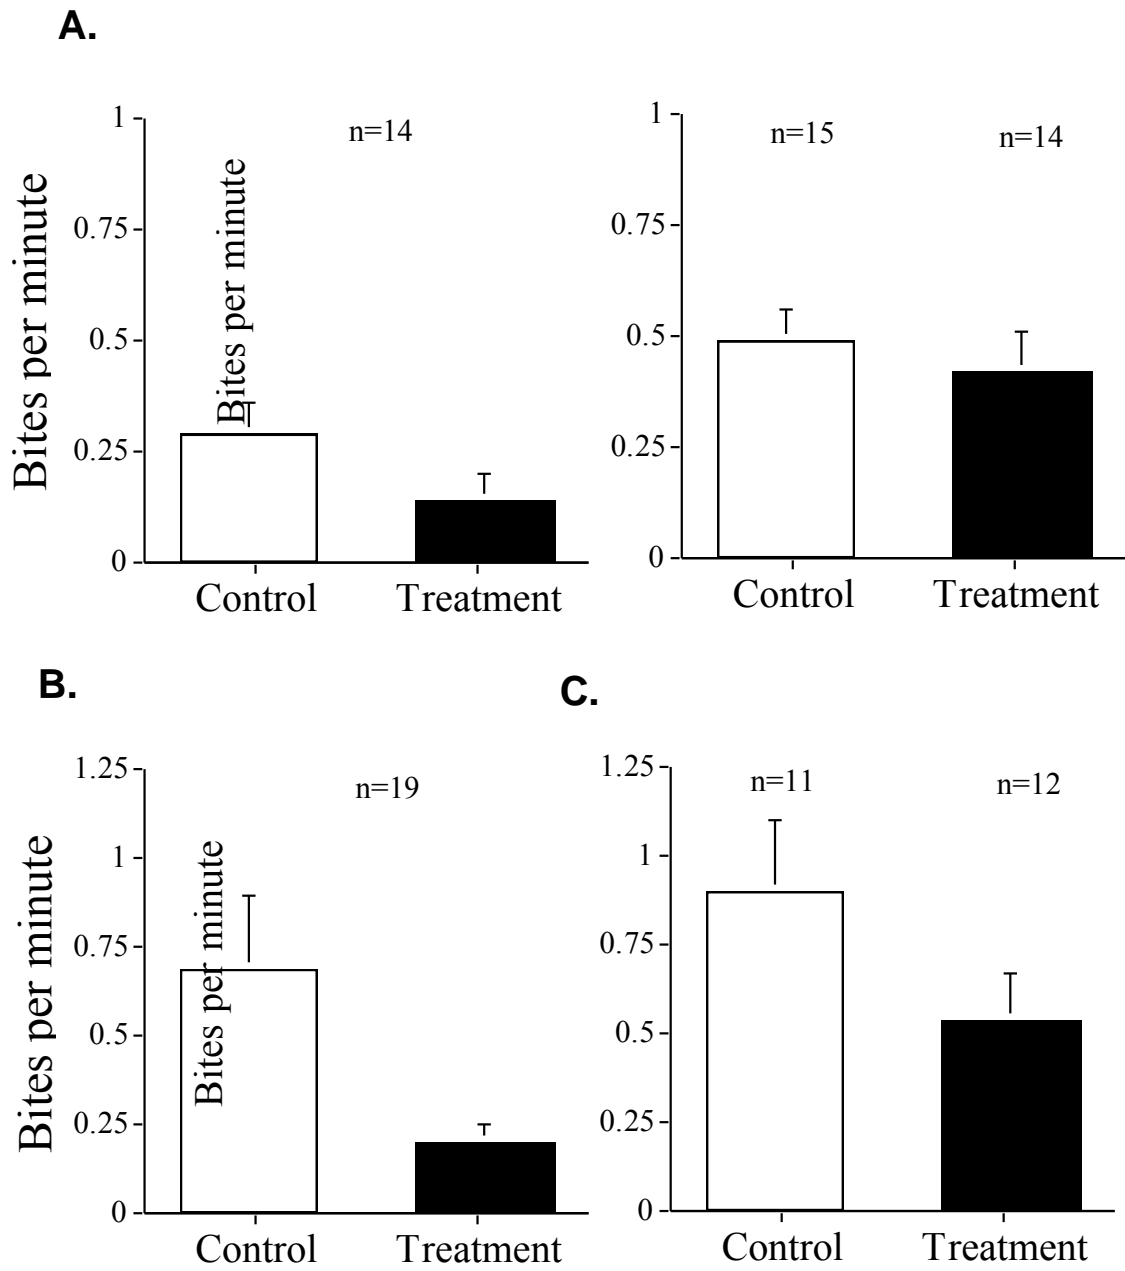 A.
Bites per minute
1
0.75
0.5
0.25
0
n=14
Bites per minute
Control Treatment
1
0.75
0.5
0.25
0
n=15 n=14
Control Treatment
B.
Bites per minute
1.25
1
0.75
0.5
0.25
0
n=19
Bites per minute
Control Treatment
C.
1.25
1
0.75
0.5
0.25
0
n=11 n=12
Control Treatment